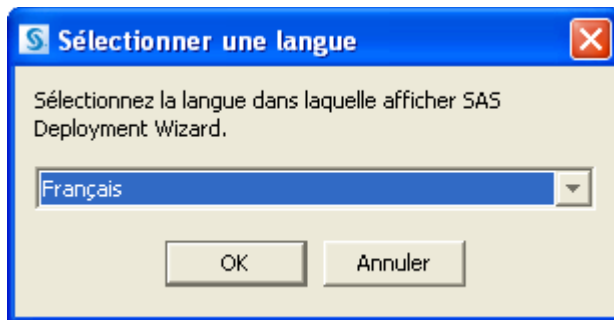 Sélectionner une langue
Sélectionnez la langue dans laquelle afficher SAS
Deployment Wizard.
Français
OK
Annuler